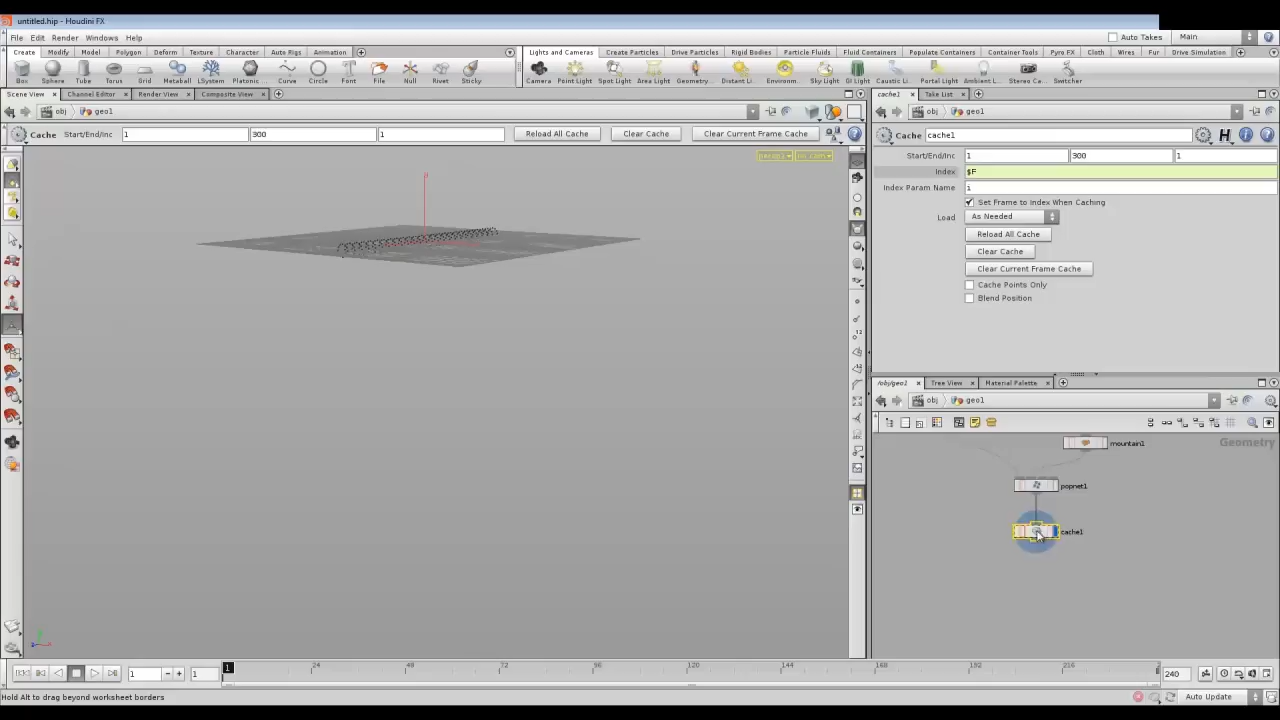 untitled.hip - Houdini FX
File Edit Render Windows Help
Auto Takes Main
Create Modify Model Polygon Deform Texture Character Auto Rigs Animation
Lights and Cameras Create Particles Drive Particles Rigid Bodies Particle Fluids Fluid Containers Populate Containers Container Tools Pyro FX Cloth Wires Fur Drive Simulation
Box Sphere Tube Torus Grid Metaball LSystem Platonic Curve Circle Font File Null Rivet Sticky
Camera Point Light Spot Light Area Light Geometry... Distant Li Environm... Sky Light GI Light Caustic Li Portal Light Ambient L Stereo Ca... Switcher
Scene View Channel Editor Render View Composite View
cache1 Take List
obj geo1
obj geo1
Cache Start/End/Inc 1 300 1 Reload All Cache Clear Cache Clear Current Frame Cache
Cache cache1
persp1 no cam
Start/End/Inc 1 300 1
Index $F
Index Param Name i
Set Frame to Index When Caching
Load As Needed
Reload All Cache
Clear Cache
Clear Current Frame Cache
Cache Points Only
Blend Position
/obj/geo1 Tree View Material Palette
obj geo1
Geometry
mountain1
popnet1
cache1
1 1 1 24 48 72 96 120 144 168 192 216 240
Hold Alt to drag beyond worksheet borders
Auto Update